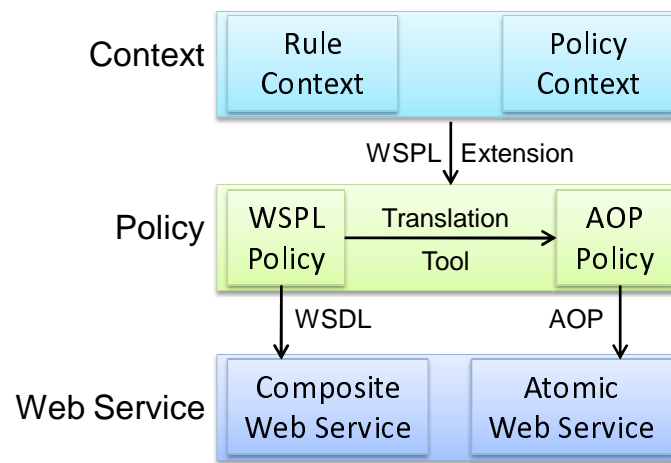 Context
Rule
Context
Policy
Context
WSPL Extension
Policy
WSPL
Policy
Translation
Tool
AOP
Policy
WSDL
AOP
Web Service
Composite
Web Service
Atomic
Web Service